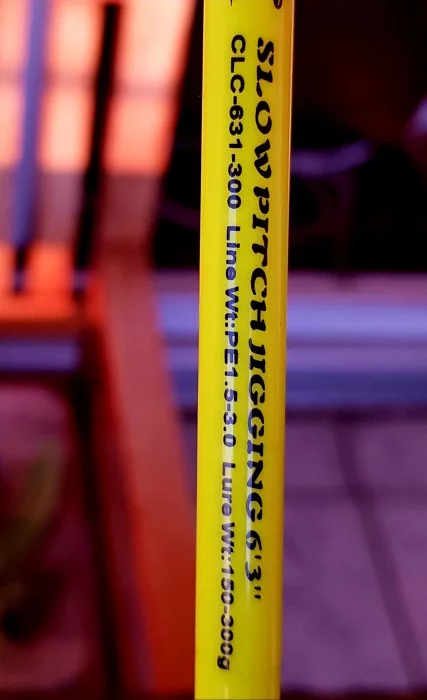 SLOW PITCH JIGGING 6'3"
CLC-631-300 Line Wt:PE1.5-3.0 Lure Wt:150-300g